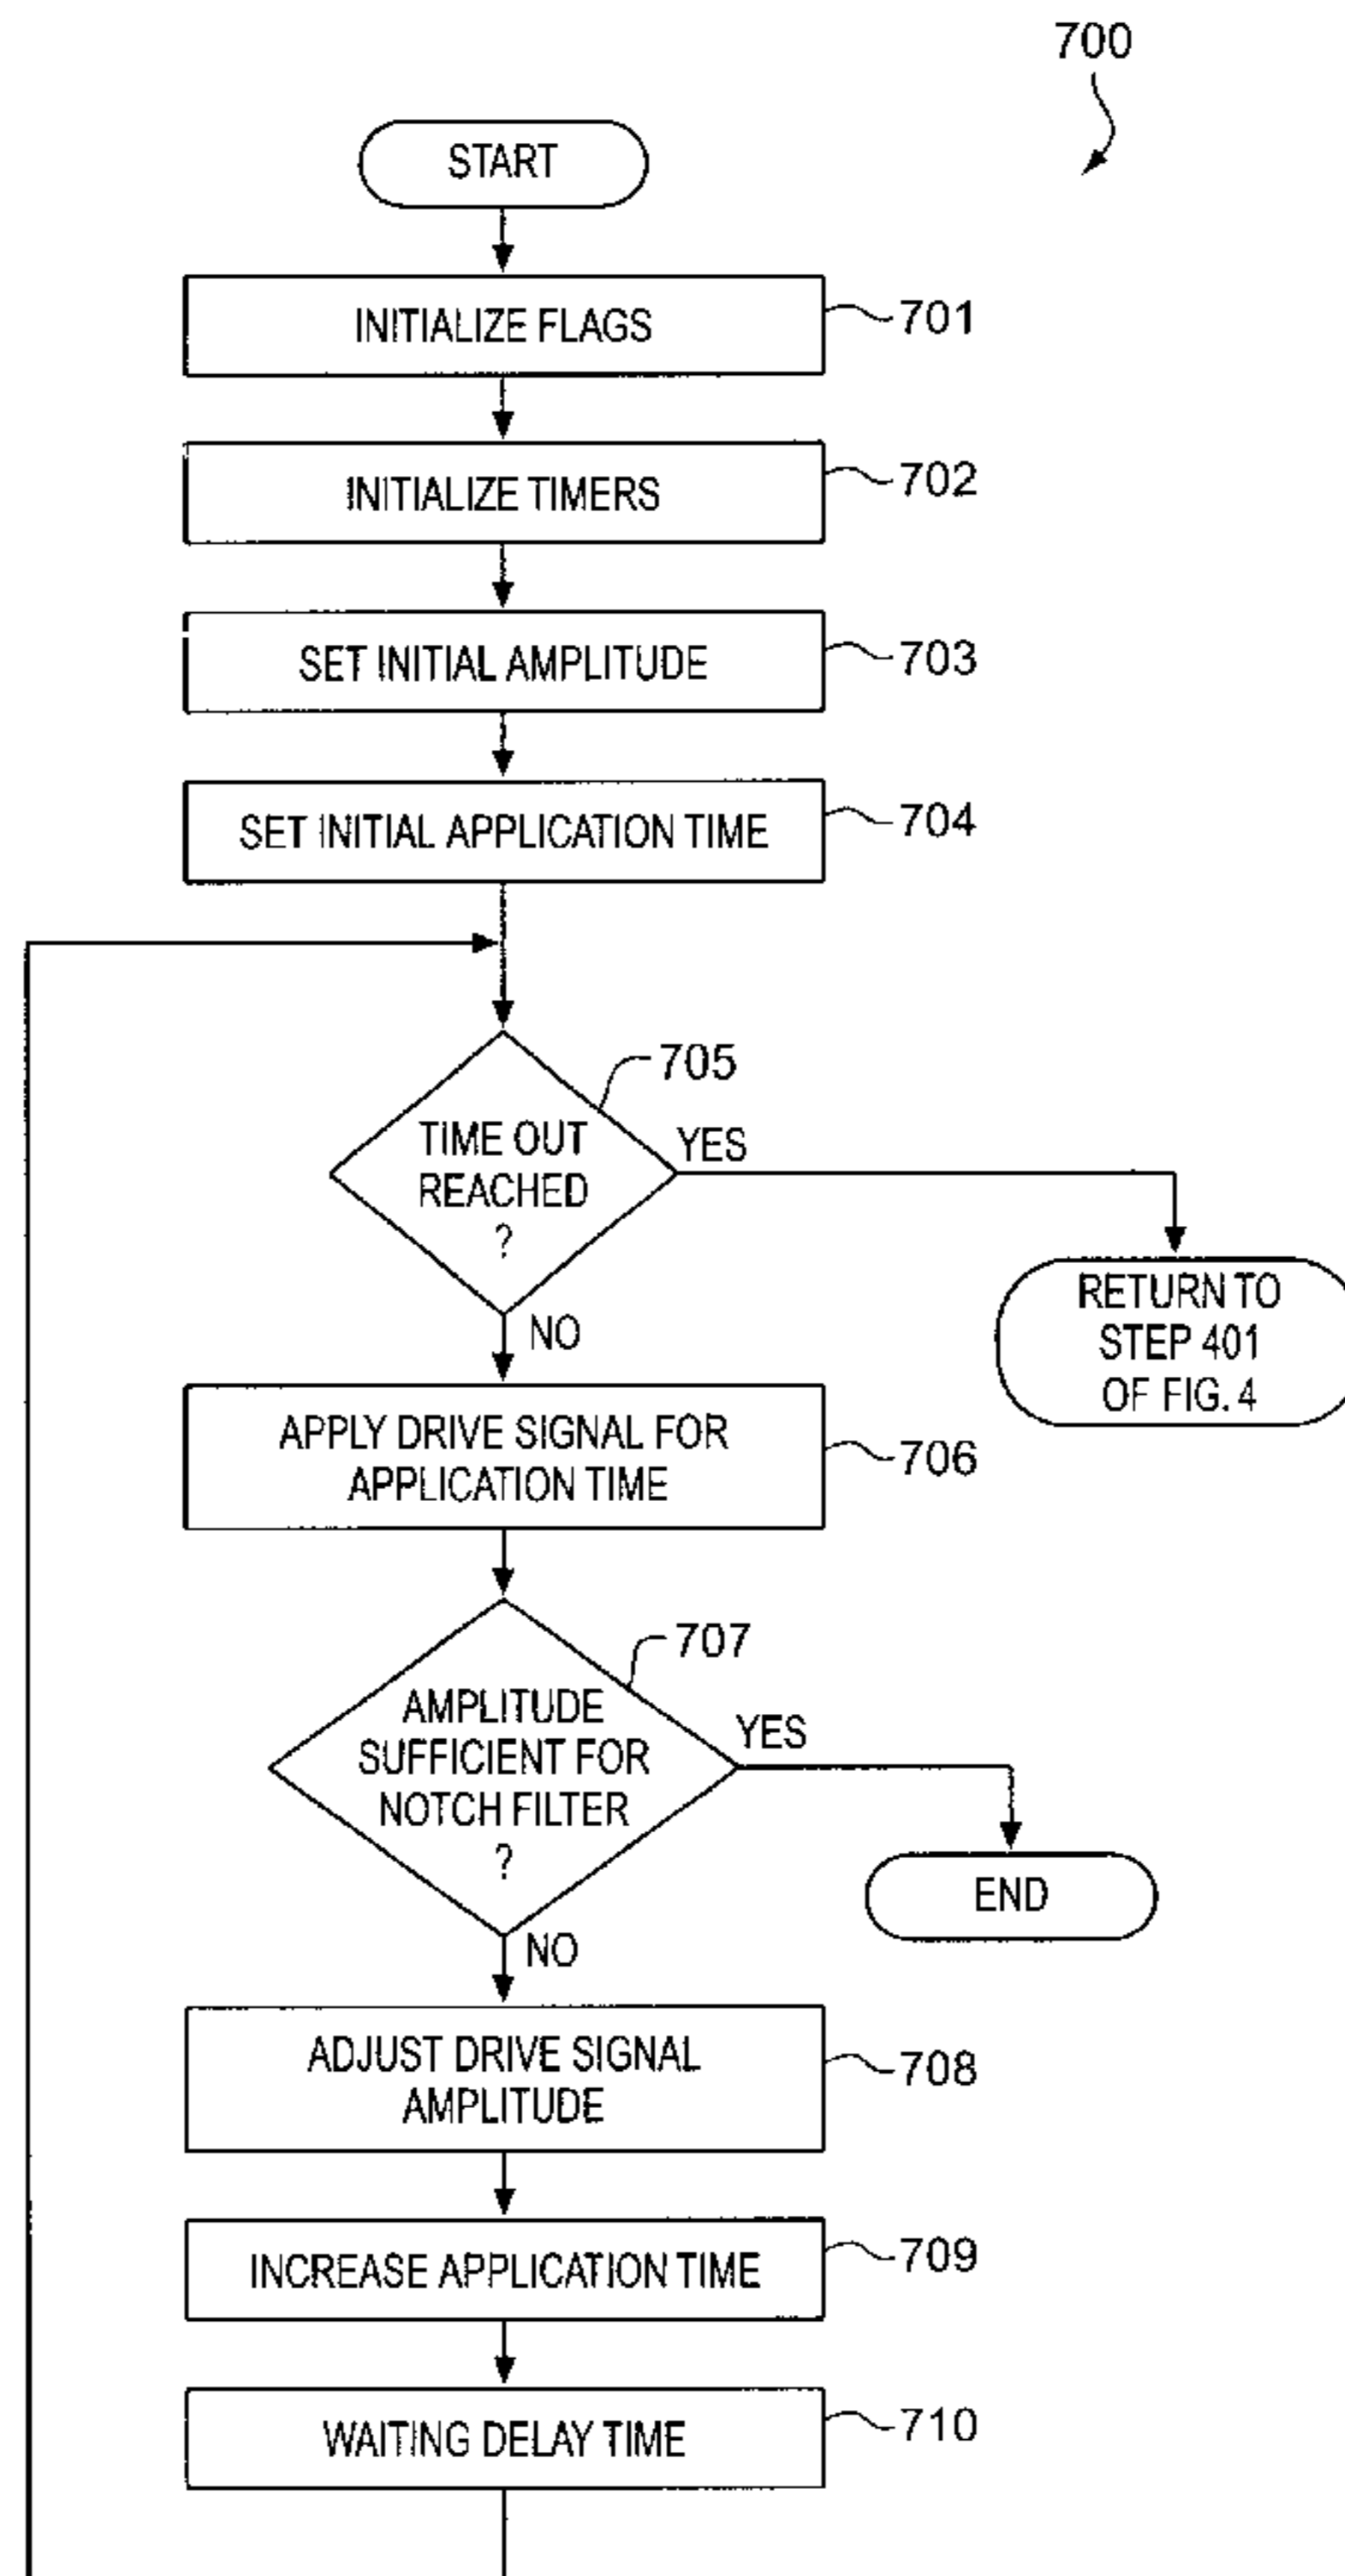 700
START
INITIALIZE FLAGS
701
INITIALIZE TIMERS
702
SET INITIAL AMPLITUDE
703
SET INITIAL APPLICATION TIME
704
705
TIME OUT
REACHED
?
YES
NO
RETURN TO
STEP 401
OF FIG. 4
APPLY DRIVE SIGNAL FOR
APPLICATION TIME
706
707
AMPLITUDE
SUFFICIENT FOR
NOTCH FILTER
?
YES
NO
END
ADJUST DRIVE SIGNAL
AMPLITUDE
708
INCREASE APPLICATION TIME
709
WAITING DELAY TIME
710